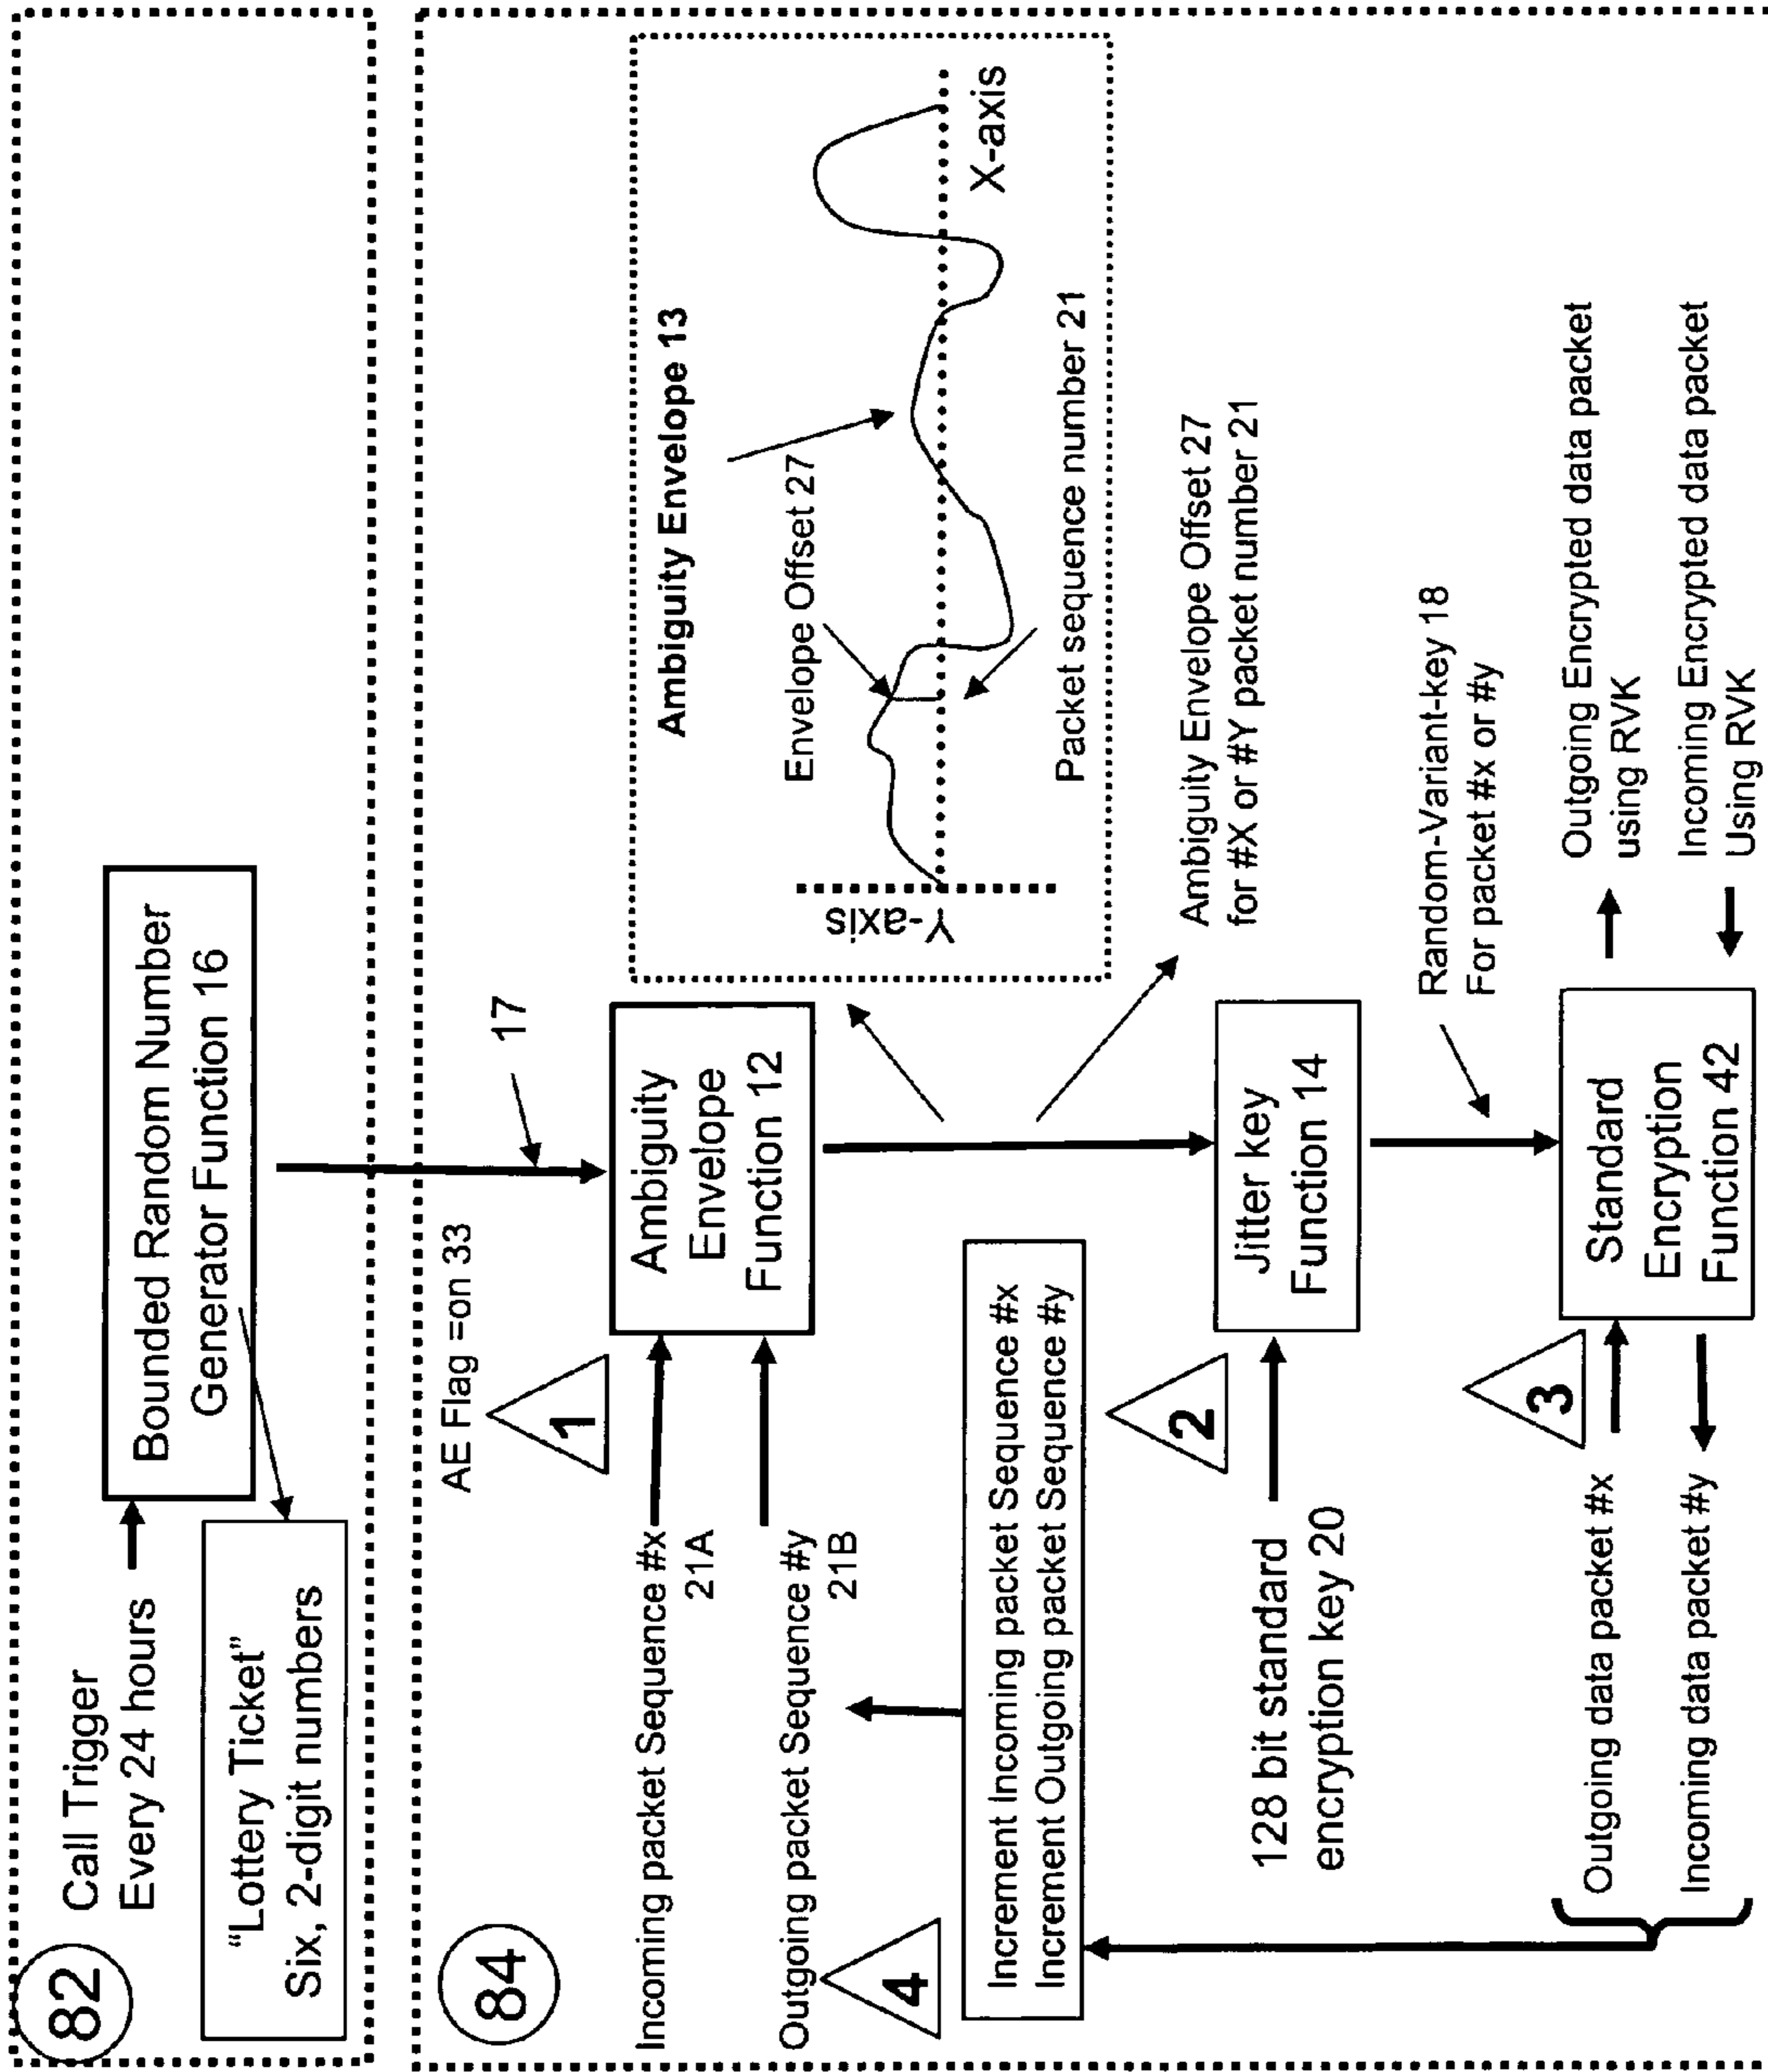 82
Call Trigger
Every 24 hours
Bounded Random Number
Generator Function 16
"Lottery Ticket"
Six, 2-digit numbers
84
AE Flag =on 33
17
1
Incoming packet Sequence #x
21A
Outgoing packet Sequence #y
21B
Ambiguity
Envelope
Function 12
Ambiguity Envelope 13
Envelope Offset 27
Y-axis
X-axis
Packet sequence number 21
4
Increment Incoming packet Sequence #x
Increment Outgoing packet Sequence #y
Ambiguity Envelope Offset 27
for #X or #Y packet number 21
2
128 bit standard
encryption key 20
Jitter key
Function 14
Random-Variant-key 18
For packet #x or #y
3
Outgoing data packet #x
Incoming data packet #y
Standard
Encryption
Function 42
Outgoing Encrypted data packet
using RVK
Incoming Encrypted data packet
Using RVK